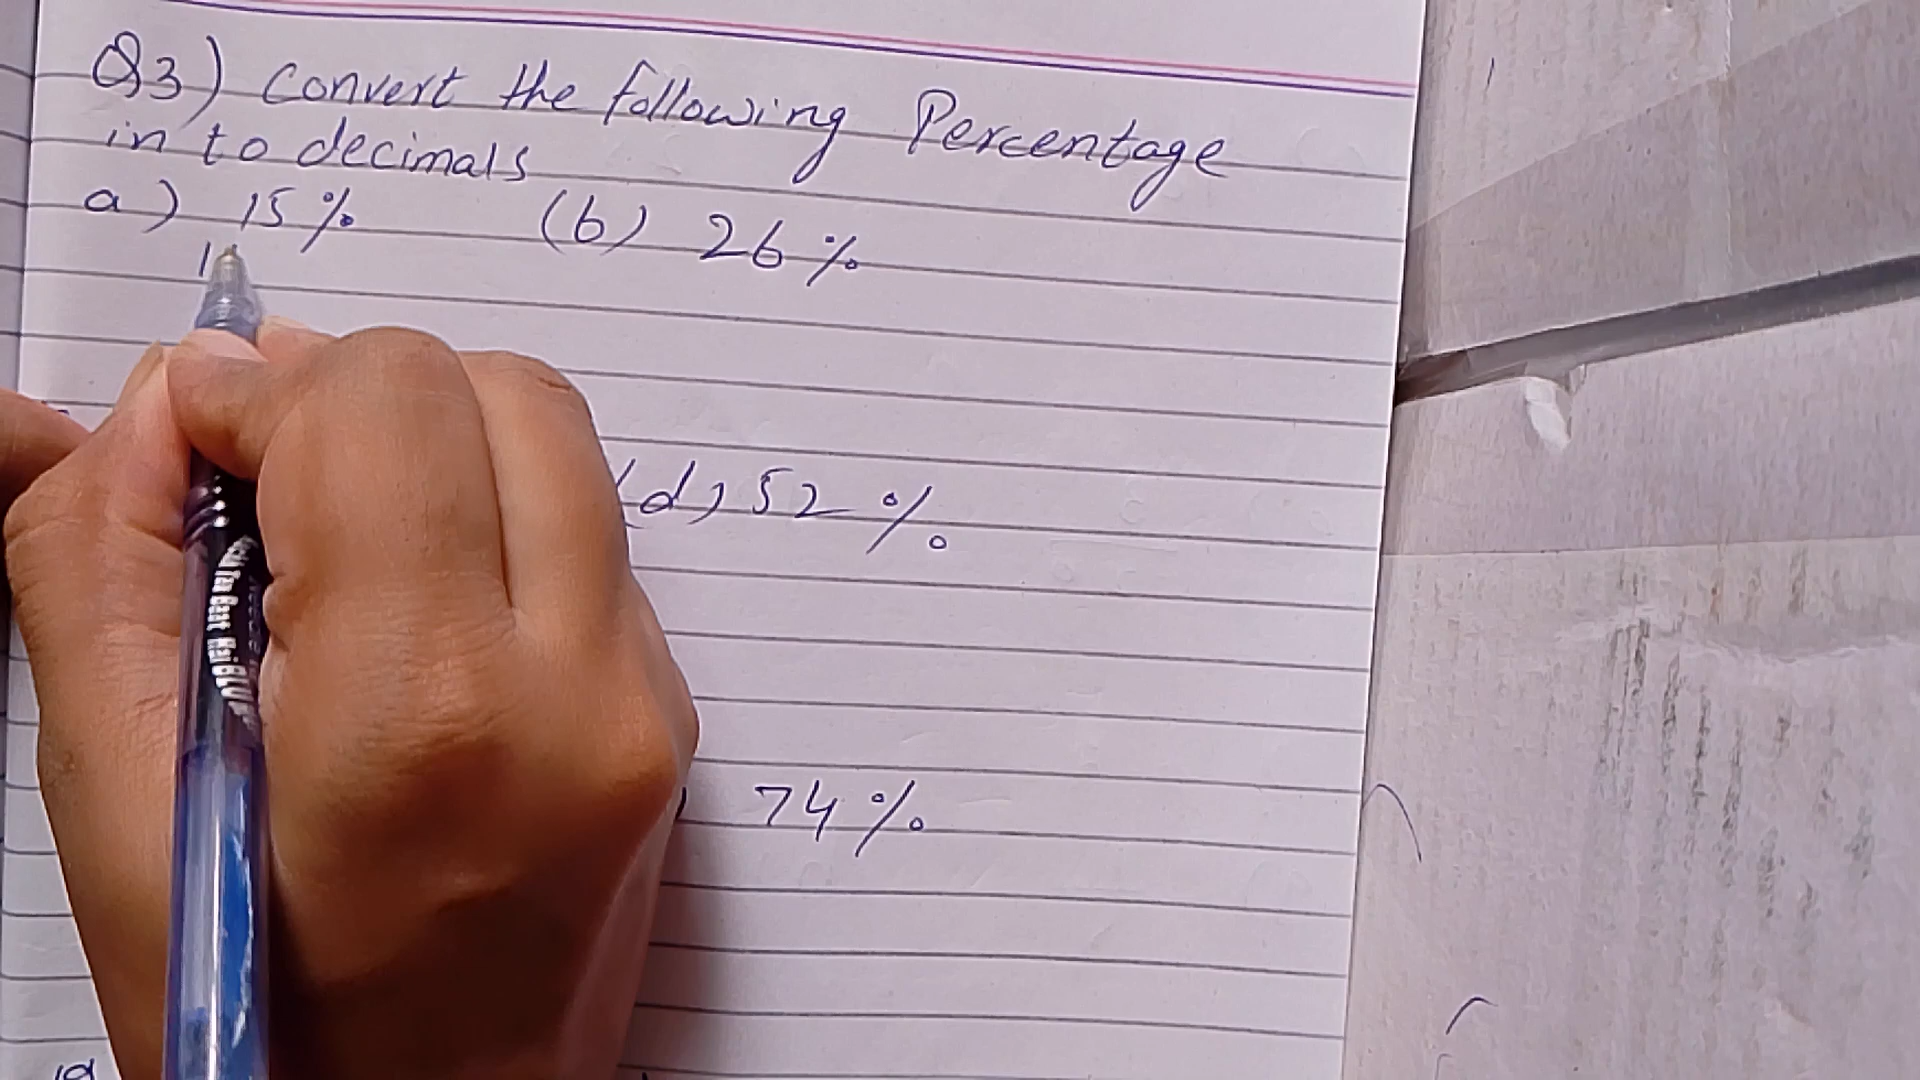 Q3) Convert the following Percentage
in to decimals
a) 15% (b) 26%
1
(d) 52%
) 74%